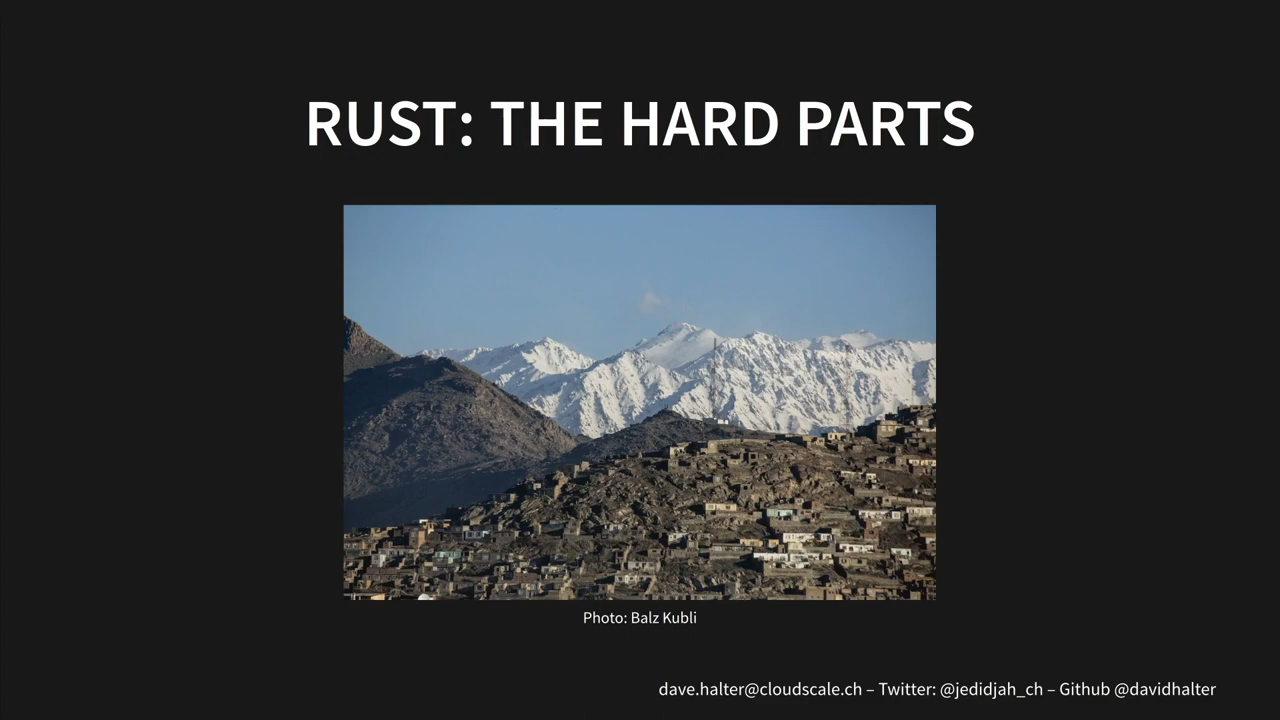 RUST: THE HARD PARTS
Photo: Balz Kubli
dave.halter@cloudscale.ch – Twitter: @jedidjah_ch – Github @davidhalter